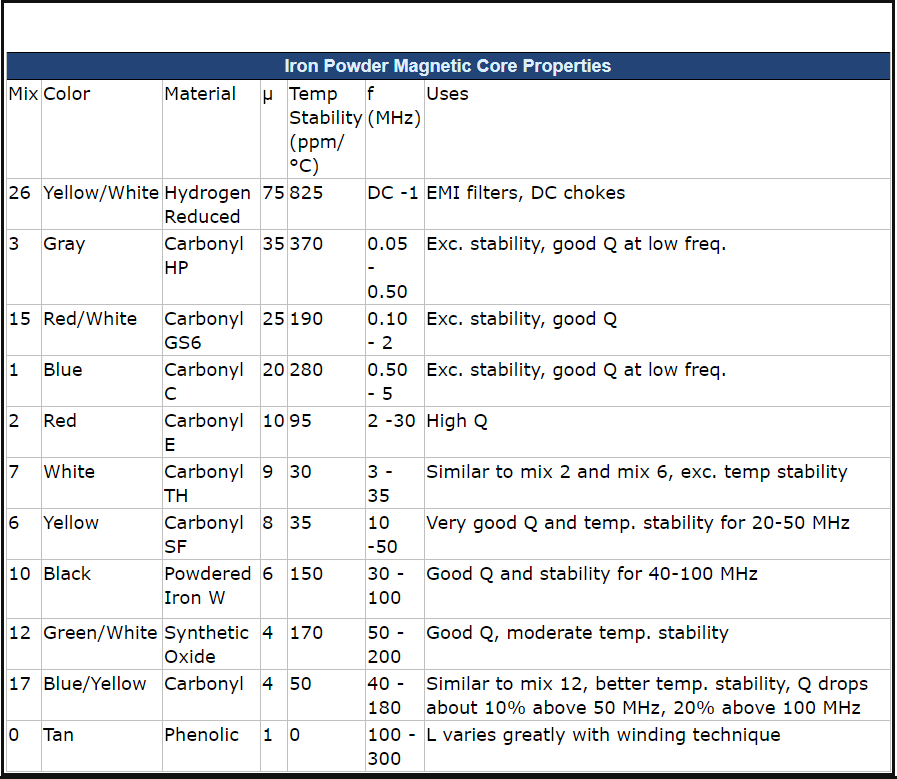 Iron Powder Magnetic Core Properties
Mix Color Material µ Temp Stability (ppm/°C) f (MHz) Uses
26 Yellow/White Hydrogen Reduced 75 825 DC -1 EMI filters, DC chokes
3 Gray Carbonyl HP 35 370 0.05 - 0.50 Exc. stability, good Q at low freq.
15 Red/White Carbonyl GS6 25 190 0.10 - 2 Exc. stability, good Q
1 Blue Carbonyl C 20 280 0.50 - 5 Exc. stability, good Q at low freq.
2 Red Carbonyl E 10 95 2 -30 High Q
7 White Carbonyl TH 9 30 3 - 35 Similar to mix 2 and mix 6, exc. temp stability
6 Yellow Carbonyl SF 8 35 10 -50 Very good Q and temp. stability for 20-50 MHz
10 Black Powdered Iron W 6 150 30 - 100 Good Q and stability for 40-100 MHz
12 Green/White Synthetic Oxide 4 170 50 - 200 Good Q, moderate temp. stability
17 Blue/Yellow Carbonyl 4 50 40 - 180 Similar to mix 12, better temp. stability, Q drops about 10% above 50 MHz, 20% above 100 MHz
0 Tan Phenolic 1 0 100 - 300 L varies greatly with winding technique